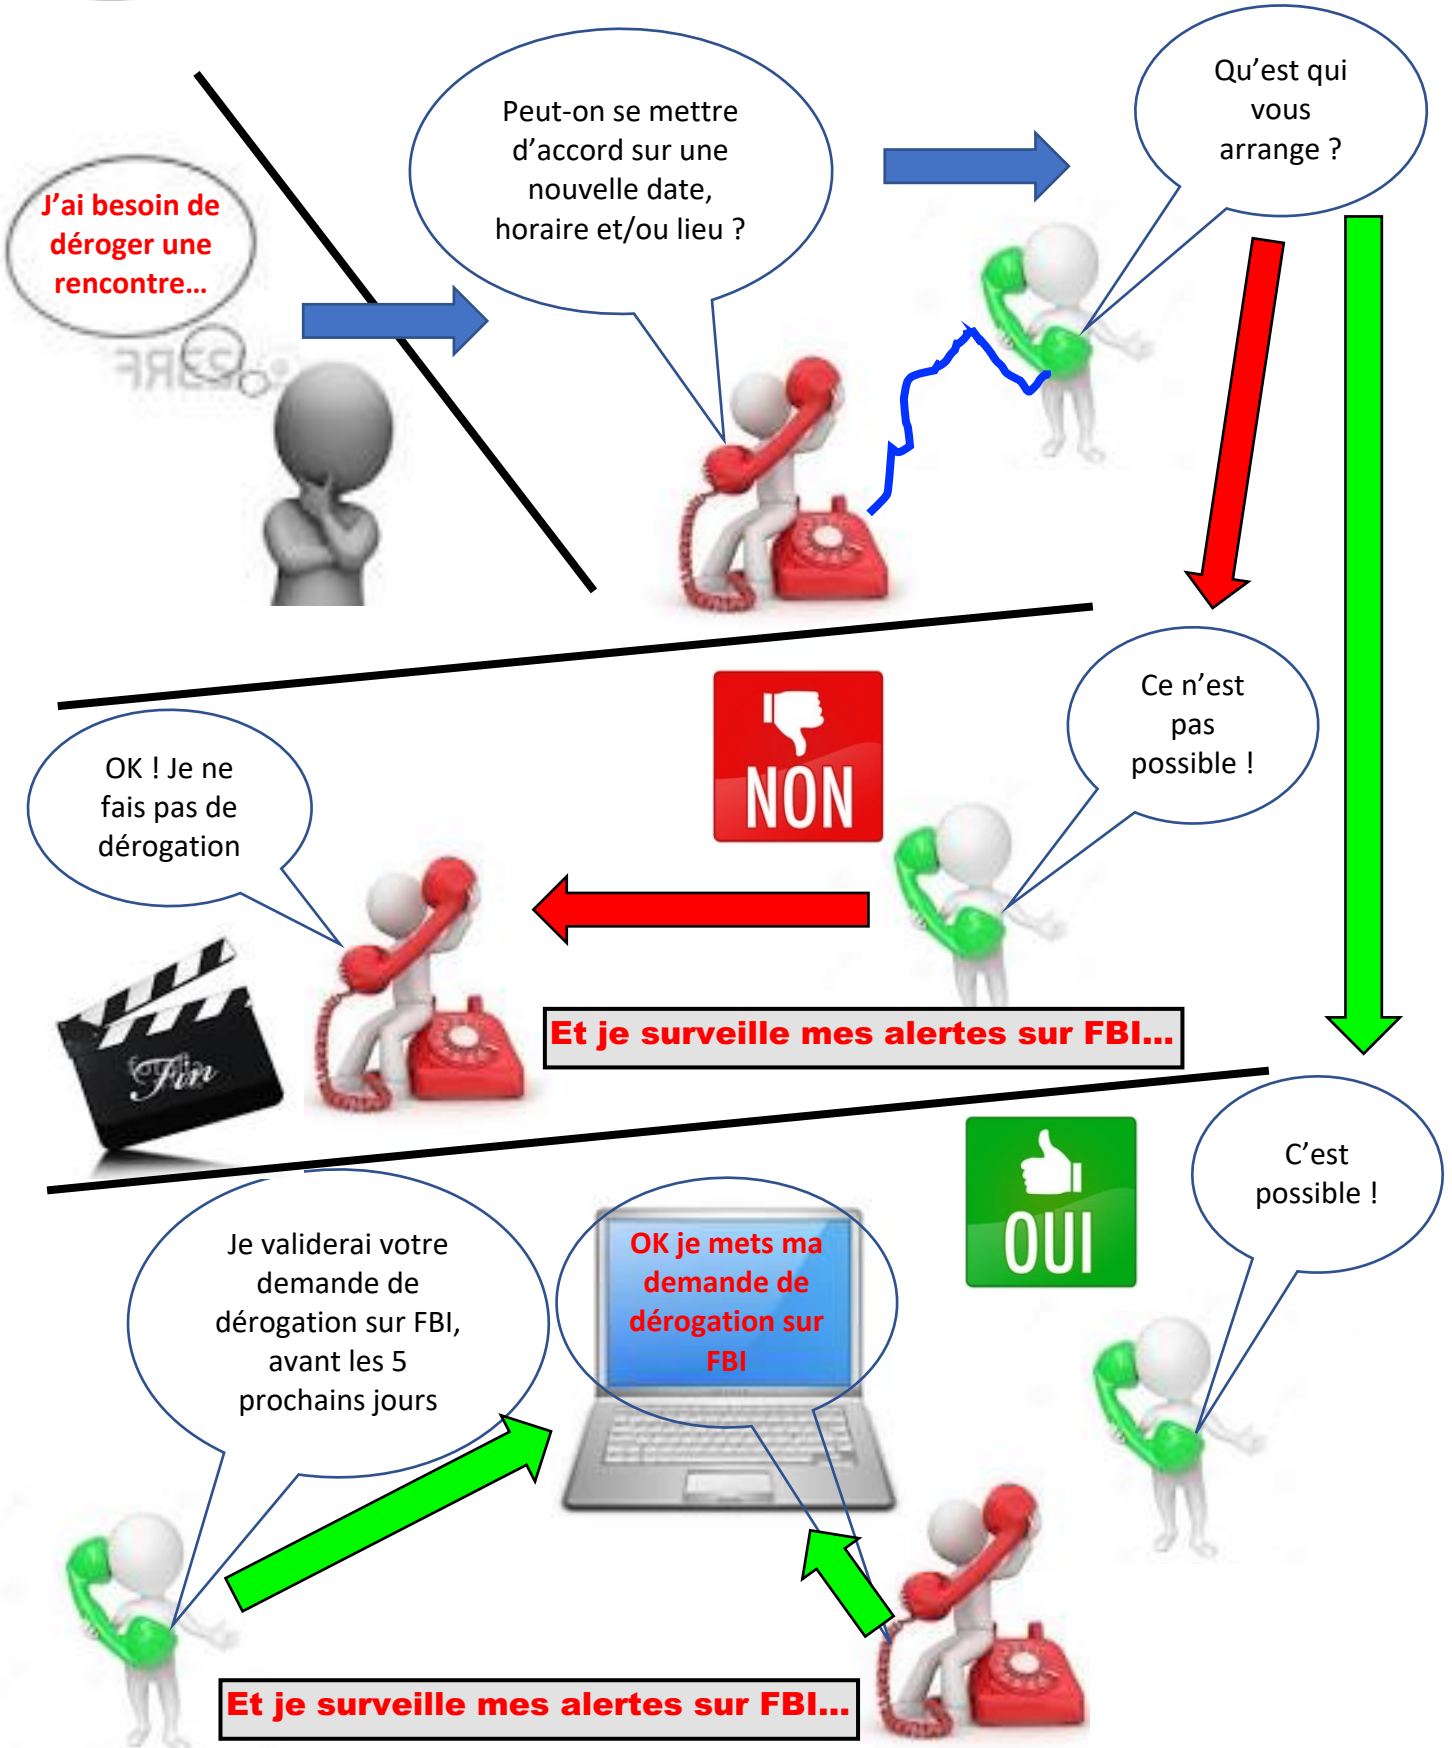 J'ai besoin de
déroger une
rencontre…
Peut-on se mettre
d'accord sur une
nouvelle date,
horaire et/ou lieu ?
Qu'est qui
vous
arrange ?
123RF
Ce n'est
pas
possible !
NON
OK ! Je ne
fais pas de
dérogation
Fin
Et je surveille mes alertes sur FBI…
C'est
possible !
OUI
OK je mets ma
demande de
dérogation sur
FBI
Je validerai votre
demande de
dérogation sur FBI,
avant les 5
prochains jours
Et je surveille mes alertes sur FBI…